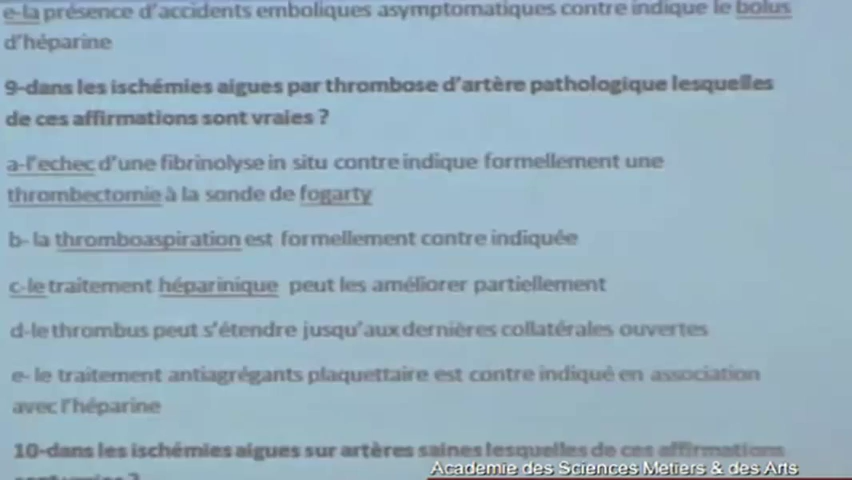 e-la présence d'accidents emboliques asymptomatiques contre indique le bolus
d'héparine
9-dans les ischémies aigues par thrombose d'artère pathologique lesquelles
de ces affirmations sont vraies ?
a-l'echec d'une fibrinolyse in situ contre indique formellement une
thrombectomie à la sonde de fogarty
b- la thromboaspiration est formellement contre indiquée
c-le traitement héparinique peut les améliorer partiellement
d-le thrombus peut s'étendre jusqu'aux dernières collatérales ouvertes
e- le traitement antiagrégants plaquettaire est contre indiqué en association
avec l'héparine
10-dans les ischémies aigues sur artères saines lesquelles de ces affirmations
Academie des Sciences Metiers & des Arts